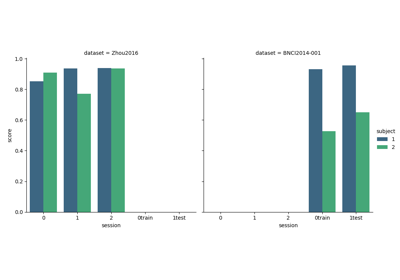 dataset = Zhou2016
dataset = BNCI2014-001
1.0
0.8
0.6
0.4
0.2
0.0
score
0 1 2 0train 1test
session
0 1 2 0train 1test
session
subject
1
2